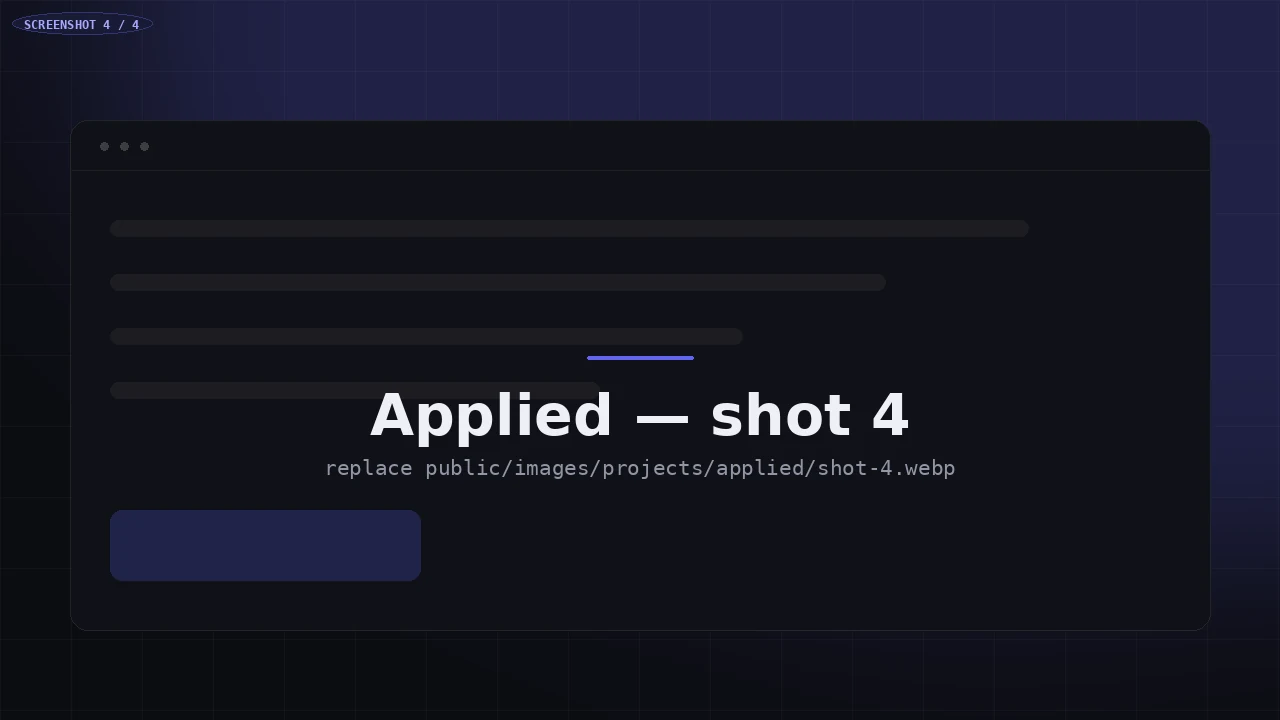 SCREENSHOT 4 / 4
Applied — shot 4
replace public/images/projects/applied/shot-4.webp